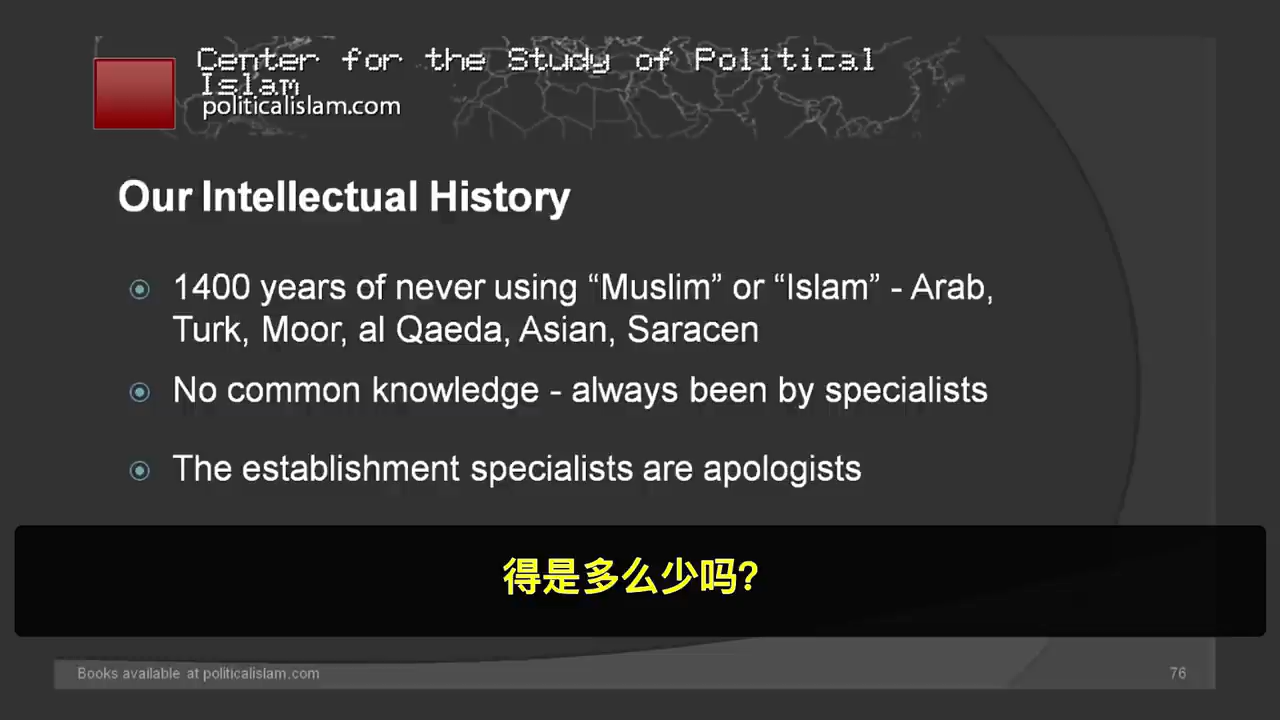 Center for the Study of Political
Islam
politicalislam.com
Our Intellectual History
1400 years of never using “Muslim” or “Islam” - Arab,
Turk, Moor, al Qaeda, Asian, Saracen
No common knowledge - always been by specialists
The establishment specialists are apologists
得是多么少吗?
Books available at politicalislam.com
76